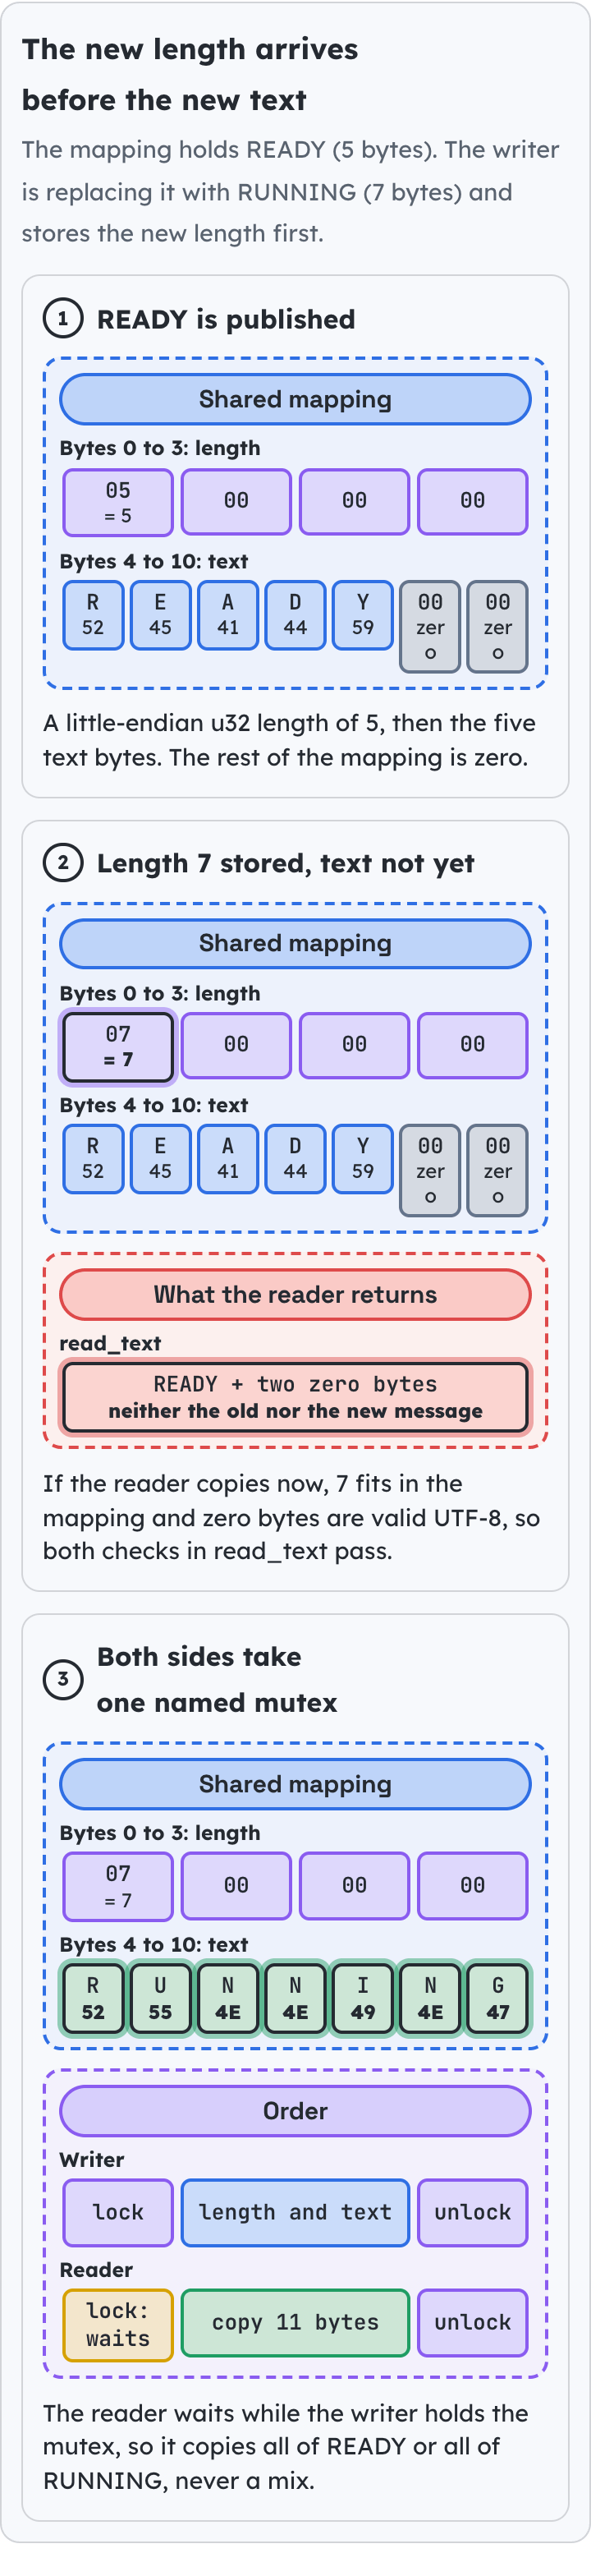 The new length arrives
before the new text
The mapping holds READY (5 bytes). The writer
is replacing it with RUNNING (7 bytes) and
stores the new length first.
1 READY is published
Shared mapping
Bytes 0 to 3: length
05 00 00 00
= 5
Bytes 4 to 10: text
R E A D Y 00 00
52 45 41 44 59 zer zer
o o
A little-endian u32 length of 5, then the five
text bytes. The rest of the mapping is zero.
2 Length 7 stored, text not yet
Shared mapping
Bytes 0 to 3: length
07 00 00 00
= 7
Bytes 4 to 10: text
R E A D Y 00 00
52 45 41 44 59 zer zer
o o
What the reader returns
read_text
READY + two zero bytes
neither the old nor the new message
If the reader copies now, 7 fits in the
mapping and zero bytes are valid UTF-8, so
both checks in read_text pass.
3 Both sides take
one named mutex
Shared mapping
Bytes 0 to 3: length
07 00 00 00
= 7
Bytes 4 to 10: text
R U N N I N G
52 55 4E 4E 49 4E 47
Order
Writer
lock length and text unlock
Reader
lock: copy 11 bytes unlock
waits
The reader waits while the writer holds the
mutex, so it copies all of READY or all of
RUNNING, never a mix.